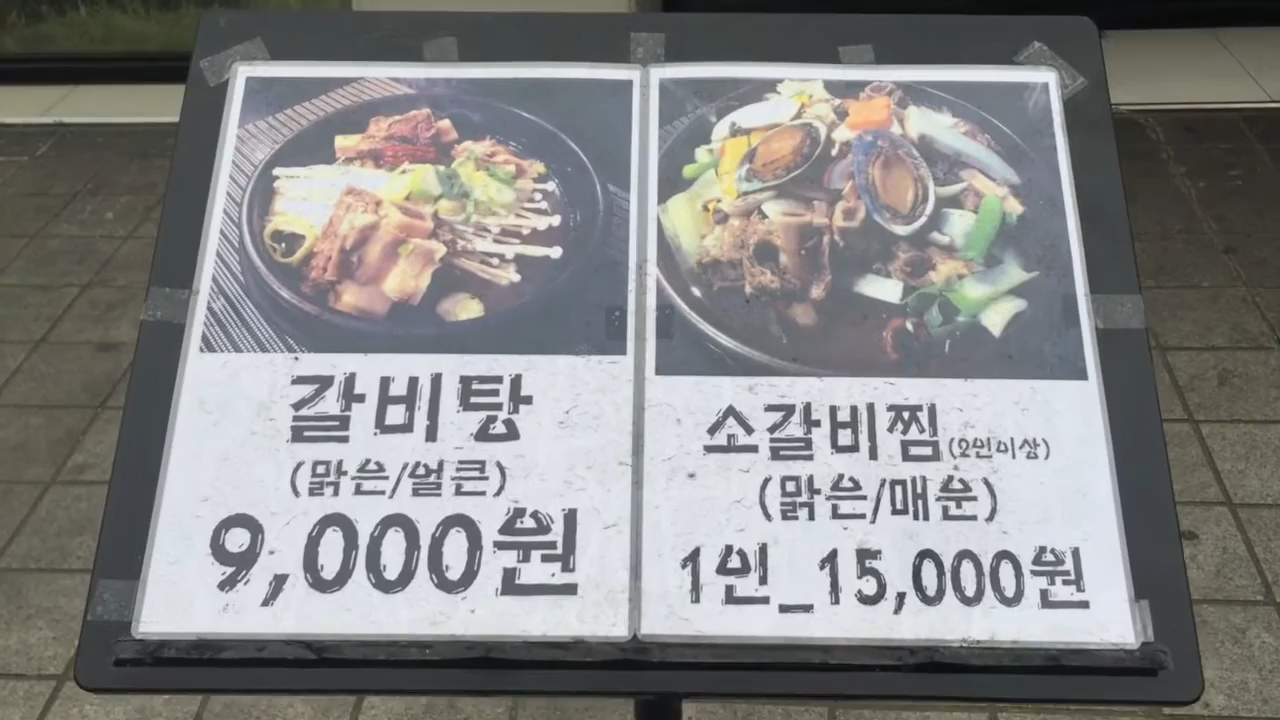 갈비탕
(맑은/얼큰)
9,000원
소갈비찜(2인이상)
(맑은/매운)
1인_15,000원